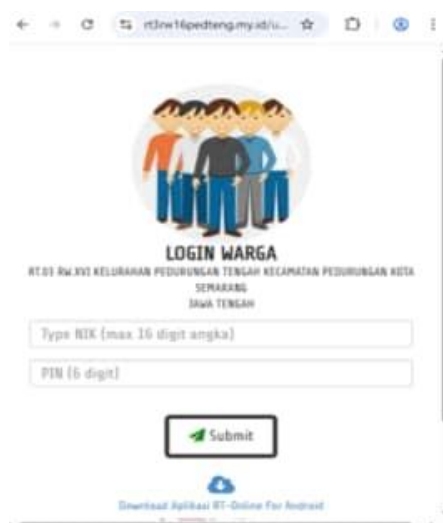 rt3rw16pedteng.my.id/u...
LOGIN WARGA
RT.03 RW.XVI KELURAHAN PEDURUNGAN TENGAH KECAMATAN PEDURUNGAN KOTA
SEMARANG
JAWA TENGAH
Type NIK (max 16 digit angka)
PIN (6 digit)
Submit
Download Aplikasi RT-Online For Android